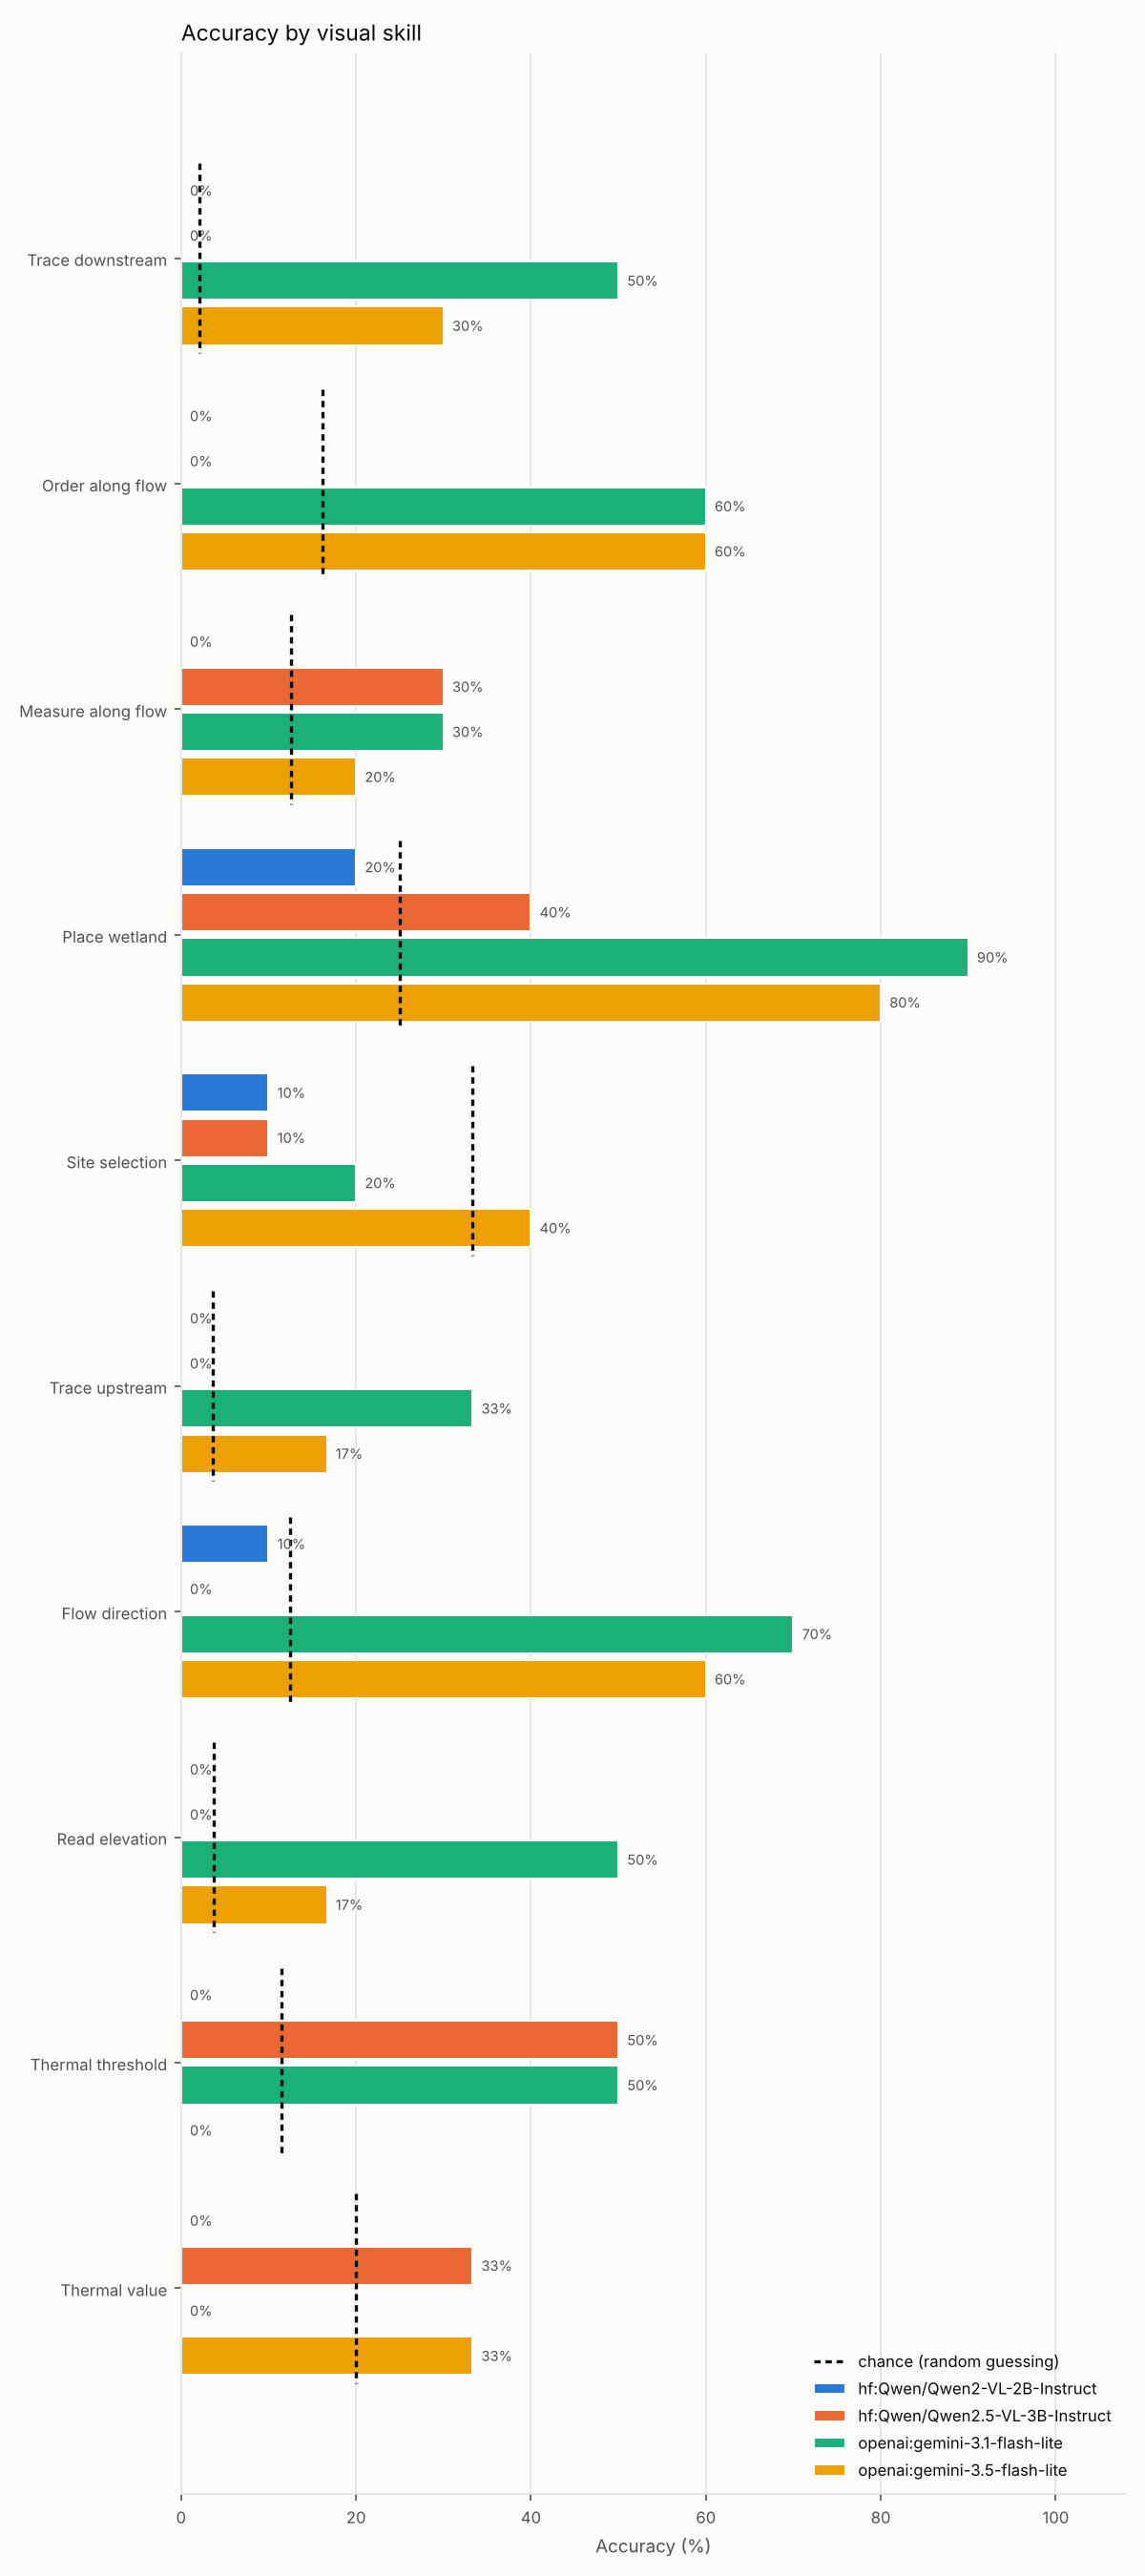 Accuracy by visual skill
0%
0%
Trace downstream
50%
30%
0%
0%
Order along flow
60%
60%
0%
30%
Measure along flow
30%
20%
20%
40%
Place wetland
90%
80%
10%
10%
Site selection
20%
40%
0%
0%
Trace upstream
33%
17%
10%
0%
Flow direction
70%
60%
0%
0%
Read elevation
50%
17%
0%
50%
Thermal threshold
50%
0%
0%
33%
Thermal value
0%
33%
chance (random guessing)
hf:Qwen/Qwen2-VL-2B-Instruct
hf:Qwen/Qwen2.5-VL-3B-Instruct
openai:gemini-3.1-flash-lite
openai:gemini-3.5-flash-lite
0 20 40 60 80 100
Accuracy (%)